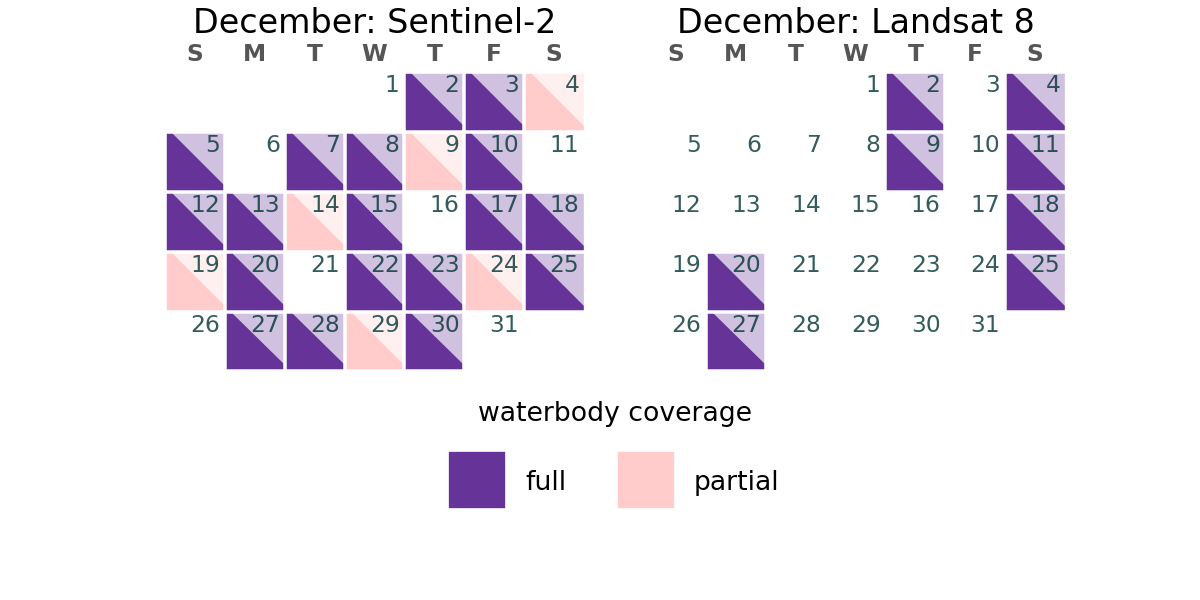 December: Sentinel-2
S M T W T F S
1 2 3 4
5 6 7 8 9 10 11
12 13 14 15 16 17 18
19 20 21 22 23 24 25
26 27 28 29 30 31
December: Landsat 8
S M T W T F S
1 2 3 4
5 6 7 8 9 10 11
12 13 14 15 16 17 18
19 20 21 22 23 24 25
26 27 28 29 30 31
waterbody coverage
full
partial